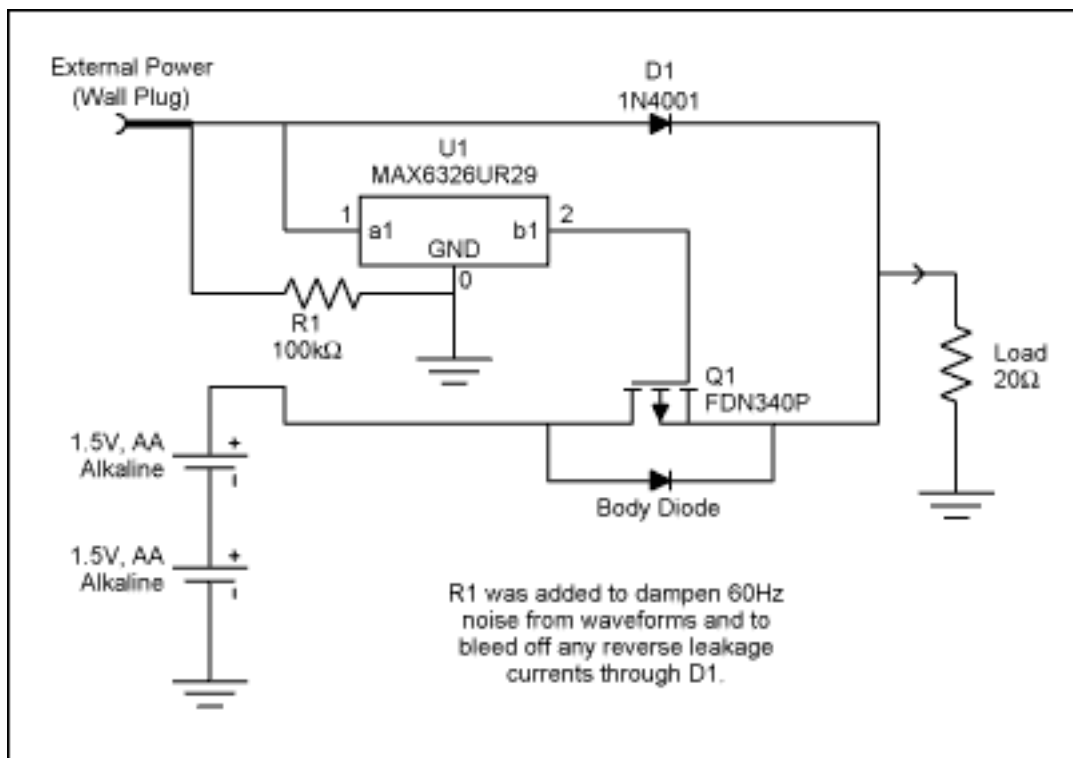 External Power
(Wall Plug)
D1
1N4001
U1
MAX6326UR29
1
a1
GND
b1
2
0
R1
100kΩ
Q1
FDN340P
Load
20Ω
1.5V, AA
Alkaline
+
Body Diode
1.5V, AA
Alkaline
+
R1 was added to dampen 60Hz
noise from waveforms and to
bleed off any reverse leakage
currents through D1.